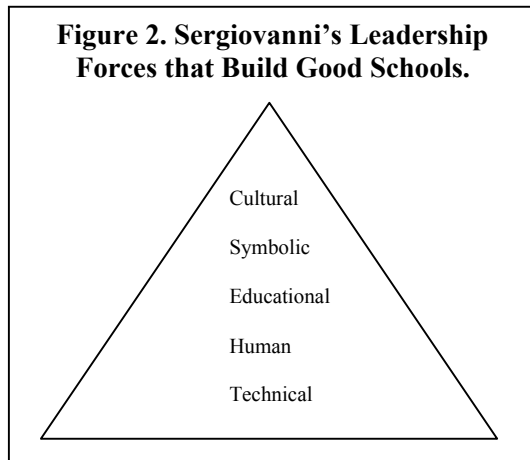 Figure 2. Sergiovanni’s Leadership
Forces that Build Good Schools.
Cultural
Symbolic
Educational
Human
Technical